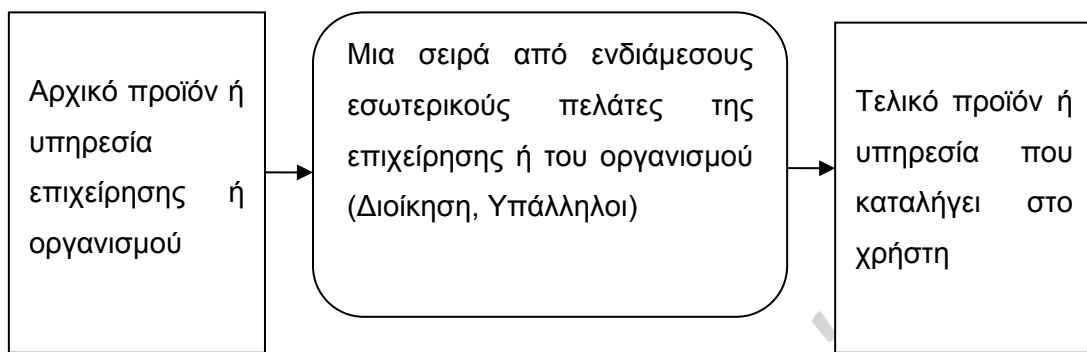 Αρχικό προϊόν ή
υπηρεσία
επιχείρησης ή
οργανισμού
Μια σειρά από ενδιάμεσους
εσωτερικούς πελάτες της
επιχείρησης ή του οργανισμού
(Διοίκηση, Υπάλληλοι)
Τελικό προϊόν ή
υπηρεσία που
καταλήγει στο
χρήστη